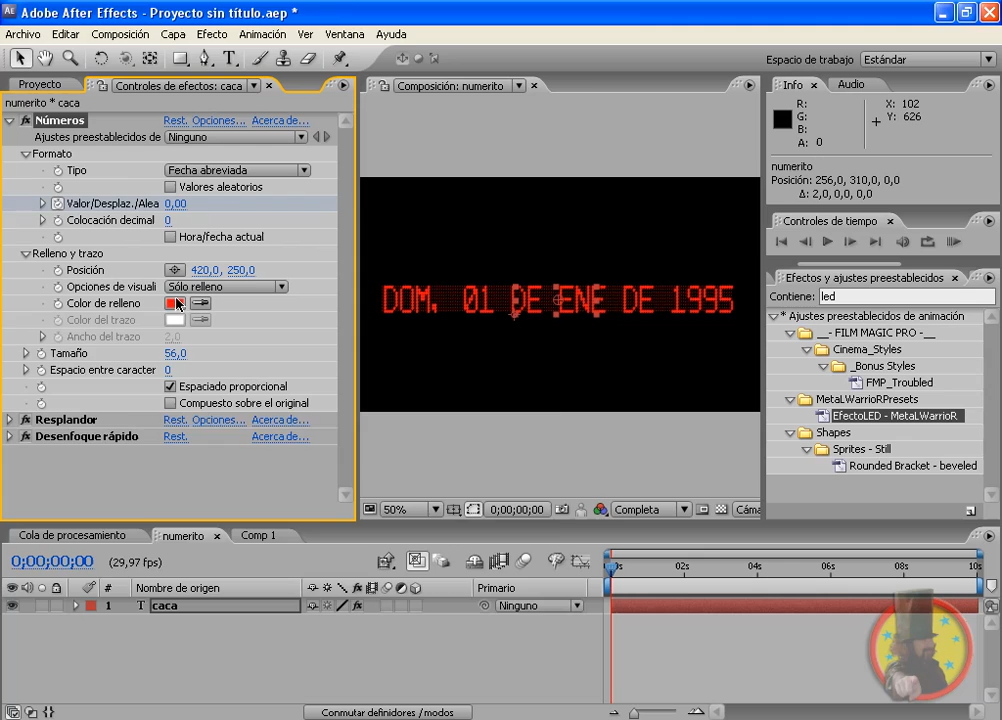 Adobe After Effects - Proyecto sin título.aep *
Archivo Editar Composición Capa Efecto Animación Ver Ventana Ayuda
Espacio de trabajo Estándar
Proyecto Controles de efectos: caca
numerito * caca
Números Rest. Opciones... Acerca de...
Ajustes preestablecidos de Ninguno
Formato
Tipo Fecha abreviada
Valores aleatorios
Valor/Desplaz./Alea 0,00
Colocación decimal 0
Hora/fecha actual
Relleno y trazo
Posición 420,0, 250,0
Opciones de visuali Sólo relleno
Color de relleno
Color del trazo
Ancho del trazo 2,0
Tamaño 56,0
Espacio entre caracter 0
Espaciado proporcional
Compuesto sobre el original
Resplandor Rest. Opciones... Acerca de...
Desenfoque rápido Rest. Acerca de...
Composición: numerito
DOM. 01 DE ENE DE 1995
50% 0;00;00;00 Completa Cáma
Info Audio
R: X: 102
G: Y: 626
B:
A: 0
numerito
Posición: 256,0, 310,0, 0,0
Δ: 2,0, 0,0, 0,0
Controles de tiempo
Efectos y ajustes preestablecidos
Contiene: led
* Ajustes preestablecidos de animación
__- FILM MAGIC PRO -__
Cinema_Styles
_Bonus Styles
FMP_Troubled
MetaLWarrioRPresets
EfectoLED - MetaLWarrioR
Shapes
Sprites - Still
Rounded Bracket - beveled
Cola de procesamiento numerito Comp 1
0;00;00;00 (29,97 fps)
# Nombre de origen Primario
1 T caca Ninguno
02s 04s 06s 08s 10s
Conmutar definidores / modos